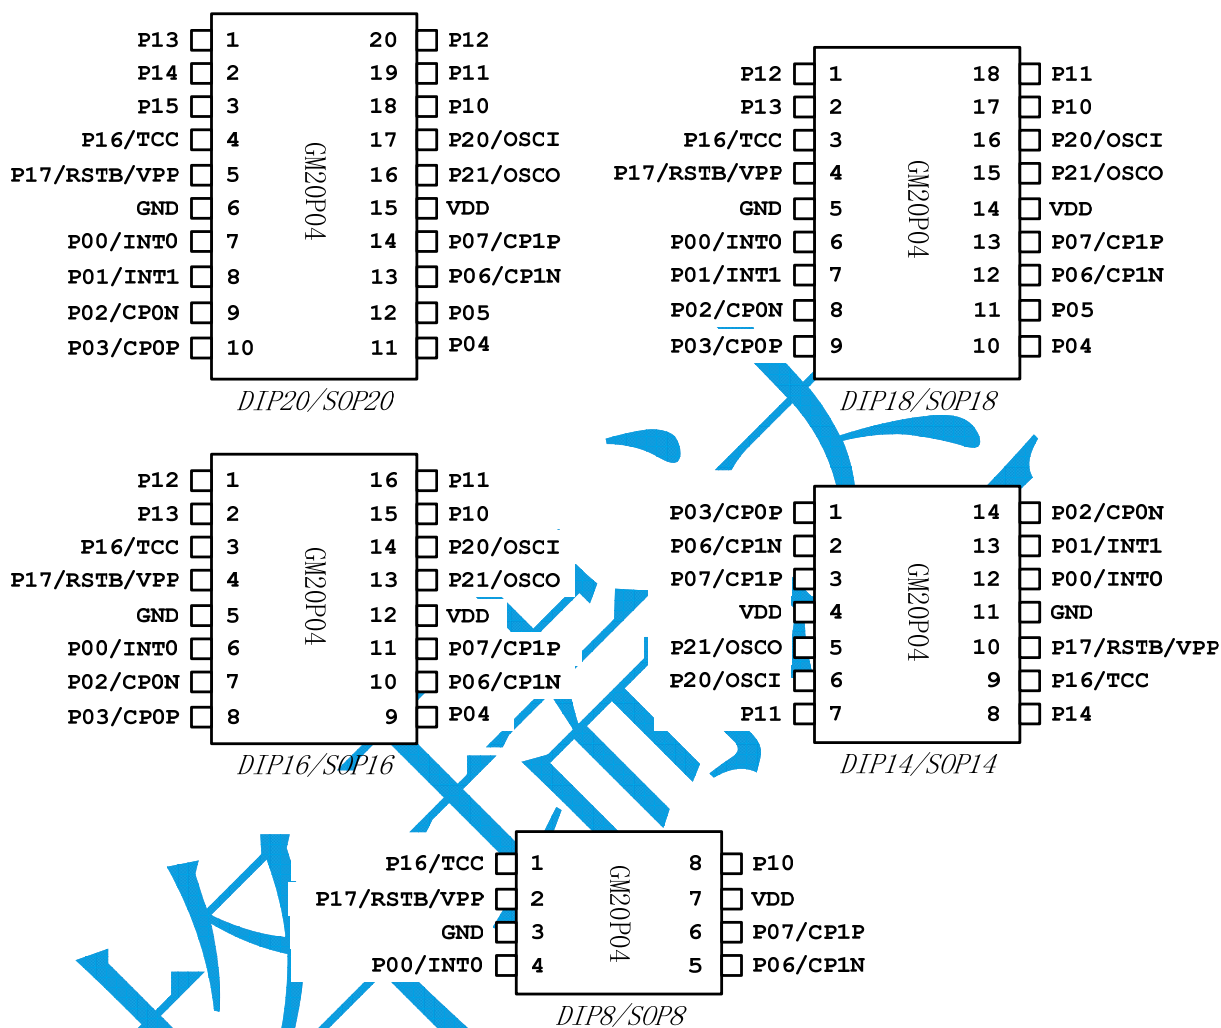 P13 1 20 P12
P14 2 19 P11
P15 3 18 P10
P16/TCC 4 17 P20/OSCI
P17/RSTB/VPP 5 16 P21/OSCO
GND 6 15 VDD
P00/INT0 7 14 P07/CP1P
P01/INT1 8 13 P06/CP1N
P02/CP0N 9 12 P05
P03/CP0P 10 11 P04
GM20P04
DIP20/SOP20
P12 1 18 P11
P13 2 17 P10
P16/TCC 3 16 P20/OSCI
P17/RSTB/VPP 4 15 P21/OSCO
GND 5 14 VDD
P00/INT0 6 13 P07/CP1P
P01/INT1 7 12 P06/CP1N
P02/CP0N 8 11 P05
P03/CP0P 9 10 P04
GM20P04
DIP18/SOP18
P12 1 16 P11
P13 2 15 P10
P16/TCC 3 14 P20/OSCI
P17/RSTB/VPP 4 13 P21/OSCO
GND 5 12 VDD
P00/INT0 6 11 P07/CP1P
P02/CP0N 7 10 P06/CP1N
P03/CP0P 8 9 P04
GM20P04
DIP16/SOP16
P03/CP0P 1 14 P02/CP0N
P06/CP1N 2 13 P01/INT1
P07/CP1P 3 12 P00/INT0
VDD 4 11 GND
P21/OSCO 5 10 P17/RSTB/VPP
P20/OSCI 6 9 P16/TCC
P11 7 8 P14
GM20P04
DIP14/SOP14
P16/TCC 1 8 P10
P17/RSTB/VPP 2 7 VDD
GND 3 6 P07/CP1P
P00/INT0 4 5 P06/CP1N
GM20P04
DIP8/SOP8